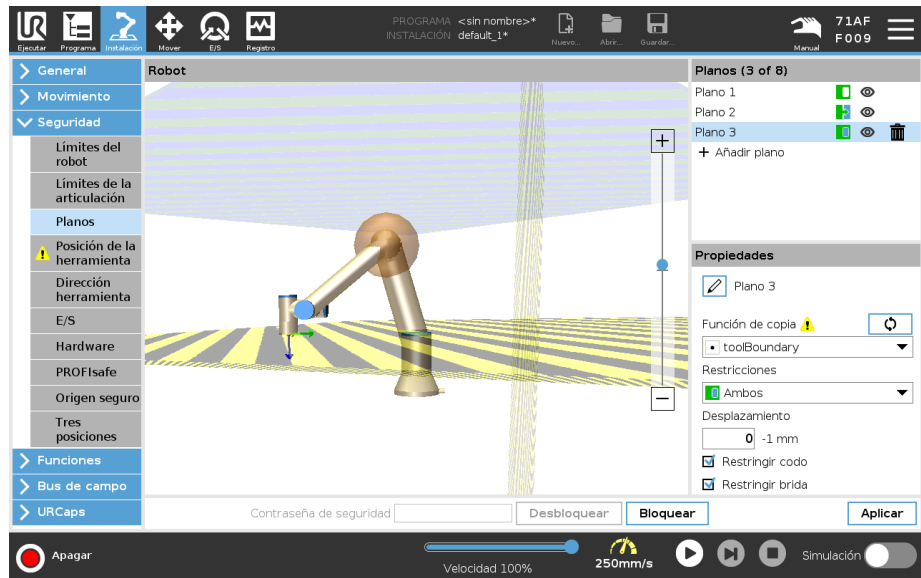 UR
Ejecutar
Programa
Instalación
Mover
E/S
Registro
PROGRAMA <sin nombre>*
INSTALACIÓN default_1*
Nuevo...
Abrir...
Guardar...
Manual
71AF
F009
General
Movimiento
Seguridad
Límites del
robot
Límites de la
articulación
Planos
Posición de la
herramienta
Dirección
herramienta
E/S
Hardware
PROFIsafe
Origen seguro
Tres
posiciones
Funciones
Bus de campo
URCaps
Robot
Planos (3 of 8)
Plano 1
Plano 2
Plano 3
+ Añadir plano
Propiedades
Plano 3
Función de copia
toolBoundary
Restricciones
Ambos
Desplazamiento
0 -1 mm
Restringir codo
Restringir brida
Contraseña de seguridad
Desbloquear
Bloquear
Aplicar
Apagar
Velocidad 100%
250mm/s
Simulación